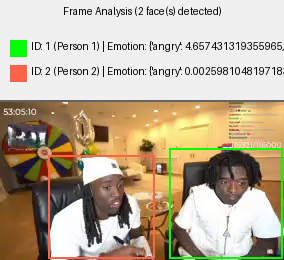 Frame Analysis (2 face(s) detected)
ID: 1 (Person 1) | Emotion: {'angry': 4.657431319355965,
ID: 2 (Person 2) | Emotion: {'angry': 0.002598104819718
53:05:10